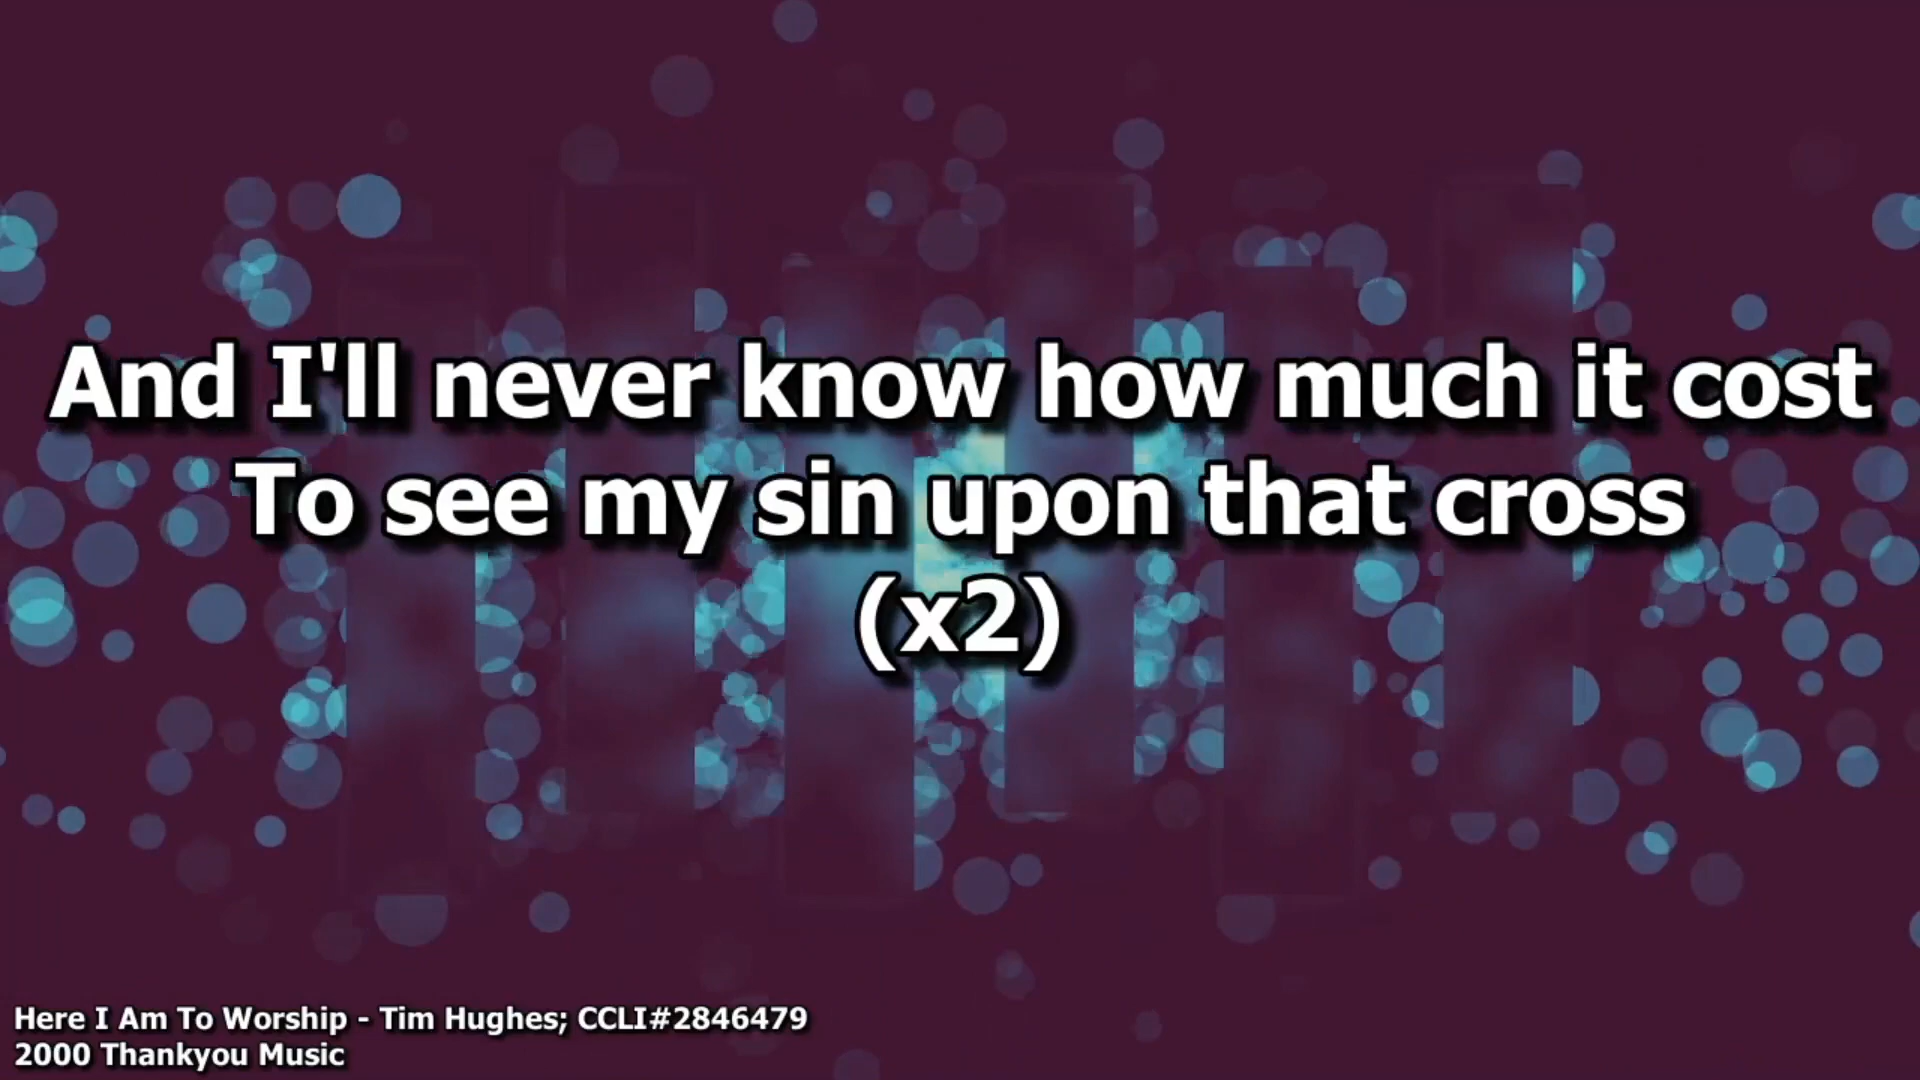 And I'll never know how much it cost
To see my sin upon that cross
(x2)
Here I Am To Worship - Tim Hughes; CCLI#2846479
2000 Thankyou Music